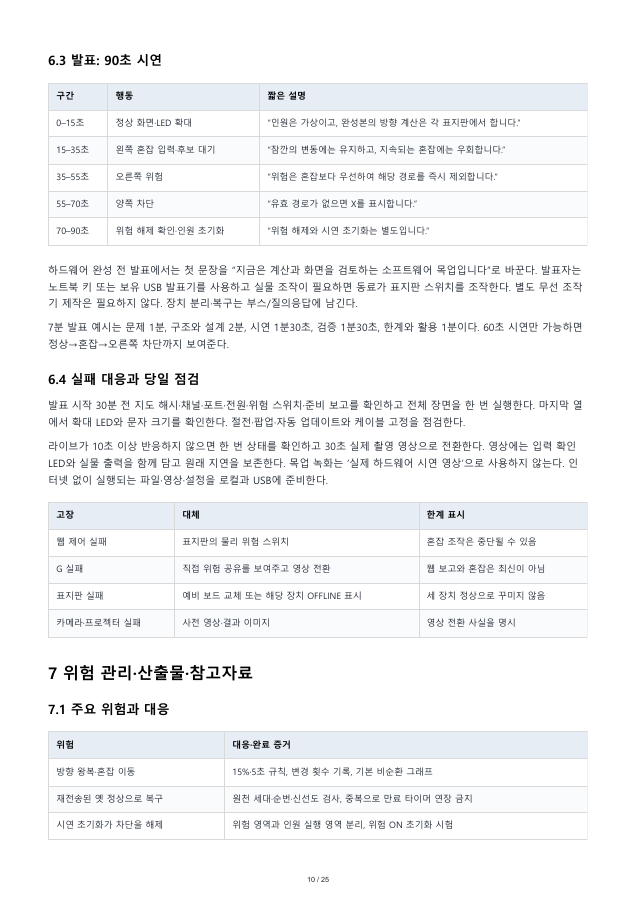 6.3 발표: 90초 시연
구간 행동 짧은 설명
0–15초 정상 화면·LED 확대 “인원은 가상이고, 완성본의 방향 계산은 각 표지판에서 합니다.”
15–35초 왼쪽 혼잡 입력·후보 대기 “잠깐의 변동에는 유지하고, 지속되는 혼잡에는 우회합니다.”
35–55초 오른쪽 위험 “위험은 혼잡보다 우선하여 해당 경로를 즉시 제외합니다.”
55–70초 양쪽 차단 “유효 경로가 없으면 X를 표시합니다.”
70–90초 위험 해제 확인·인원 초기화 “위험 해제와 시연 초기화는 별도입니다.”
하드웨어 완성 전 발표에서는 첫 문장을 “지금은 계산과 화면을 검토하는 소프트웨어 목업입니다”로 바꾼다. 발표자는
노트북 키 또는 보유 USB 발표기를 사용하고 실물 조작이 필요하면 동료가 표지판 스위치를 조작한다. 별도 무선 조작
기 제작은 필요하지 않다. 장치 분리·복구는 부스/질의응답에 남긴다.
7분 발표 예시는 문제 1분, 구조와 설계 2분, 시연 1분30초, 검증 1분30초, 한계와 활용 1분이다. 60초 시연만 가능하면
정상→혼잡→오른쪽 차단까지 보여준다.
6.4 실패 대응과 당일 점검
발표 시작 30분 전 지도 해시·채널·포트·전원·위험 스위치·준비 보고를 확인하고 전체 장면을 한 번 실행한다. 마지막 열
에서 확대 LED와 문자 크기를 확인한다. 절전·팝업·자동 업데이트와 케이블 고정을 점검한다.
라이브가 10초 이상 반응하지 않으면 한 번 상태를 확인하고 30초 실제 촬영 영상으로 전환한다. 영상에는 입력 확인
LED와 실물 출력을 함께 담고 원래 지연을 보존한다. 목업 녹화는 ‘실제 하드웨어 시연 영상’으로 사용하지 않는다. 인
터넷 없이 실행되는 파일·영상·설정을 로컬과 USB에 준비한다.
고장 대체 한계 표시
웹 제어 실패 표지판의 물리 위험 스위치 혼잡 조작은 중단될 수 있음
G 실패 직접 위험 공유를 보여주고 영상 전환 웹 보고와 혼잡은 최신이 아님
표지판 실패 예비 보드 교체 또는 해당 장치 OFFLINE 표시 세 장치 정상으로 꾸미지 않음
카메라·프로젝터 실패 사전 영상·결과 이미지 영상 전환 사실을 명시
7 위험 관리·산출물·참고자료
7.1 주요 위험과 대응
위험 대응·완료 증거
방향 왕복·혼잡 이동 15%·5초 규칙, 변경 횟수 기록, 기본 비순환 그래프
재전송된 옛 정상으로 복구 원천 세대·순번·신선도 검사, 중복으로 만료 타이머 연장 금지
시연 초기화가 차단을 해제 위험 영역과 인원 실행 영역 분리, 위험 ON 초기화 시험
10 / 25